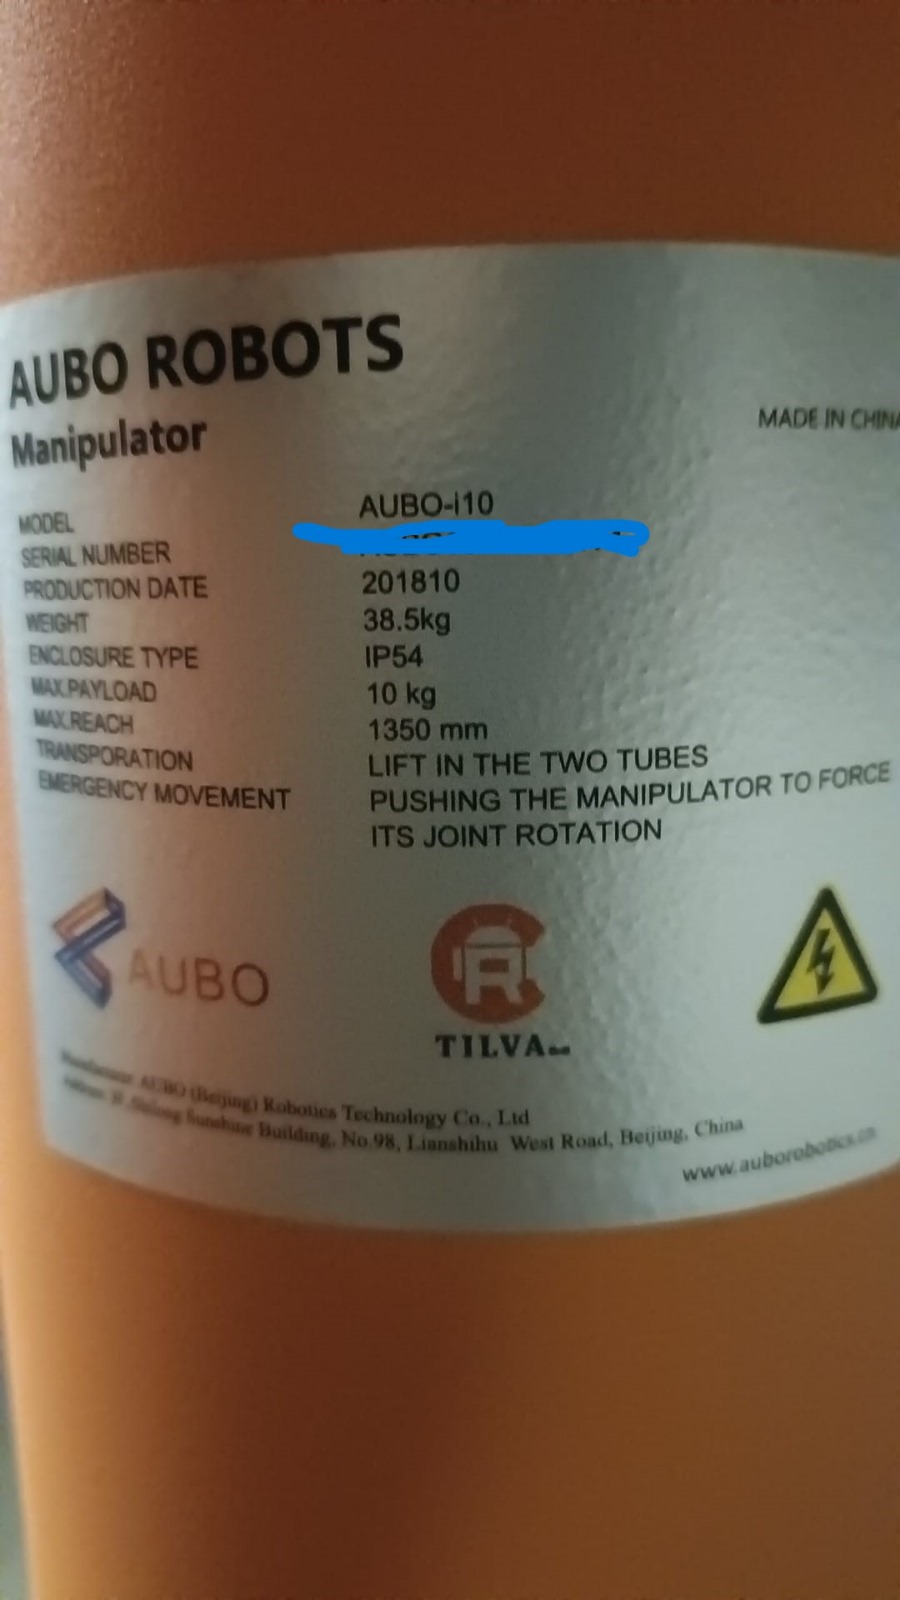 AUBO ROBOTS
Manipulator
MADE IN CHINA
MODEL AUBO-i10
SERIAL NUMBER
PRODUCTION DATE 201810
WEIGHT 38.5kg
ENCLOSURE TYPE IP54
MAX.PAYLOAD 10 kg
MAX.REACH 1350 mm
TRANSPORATION LIFT IN THE TWO TUBES
EMERGENCY MOVEMENT PUSHING THE MANIPULATOR TO FORCE
ITS JOINT ROTATION
AUBO
R
TILVA
Manufacturer: AUBO (Beijing) Robotics Technology Co., Ltd
Sunshine Building, No.98, Lianshihu West Road, Beijing, China
www.auborobotics.cn